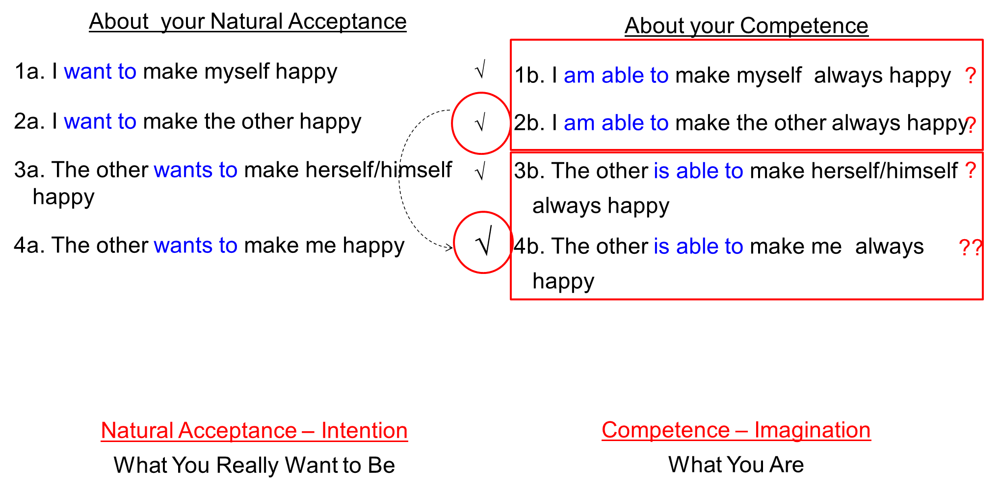 About  your Natural Acceptance
1a. I want to make myself happy √
2a. I want to make the other happy √
3a. The other wants to make herself/himself √
happy
4a. The other wants to make me happy √
About your Competence
1b. I am able to make myself  always happy ?
2b. I am able to make the other always happy ?
3b. The other is able to make herself/himself ?
always happy
4b. The other is able to make me  always ??
happy
Natural Acceptance – Intention
What You Really Want to Be
Competence – Imagination
What You Are